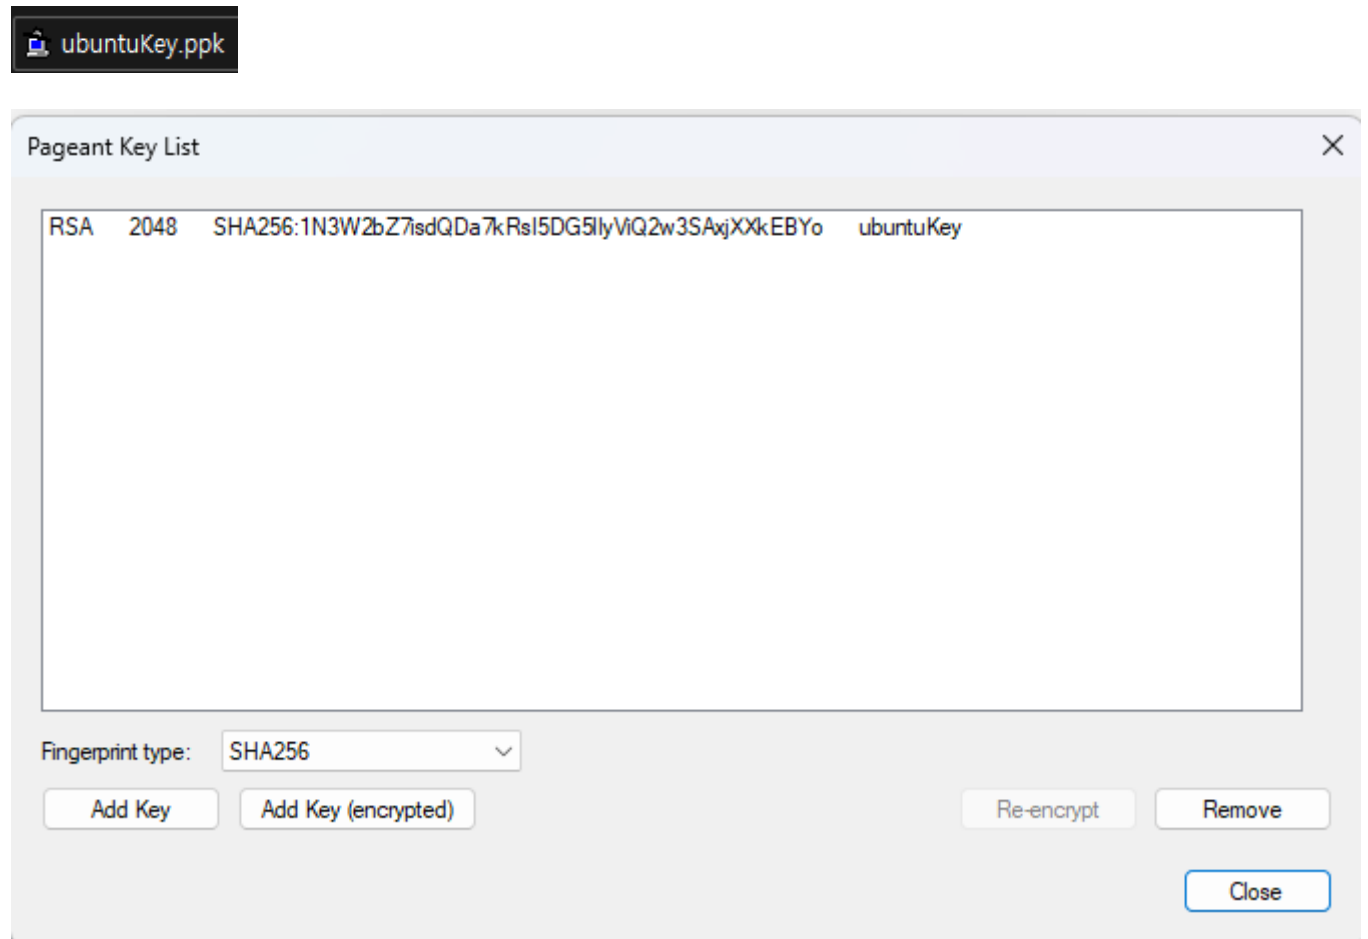 ubuntuKey.ppk
Pageant Key List
RSA 2048 SHA256:1N3W2bZ7isdQDa7kRsI5DG5IlyViQ2w3SAxjXXkEBYo ubuntuKey
Fingerprint type: SHA256
Add Key Add Key (encrypted) Re-encrypt Remove
Close